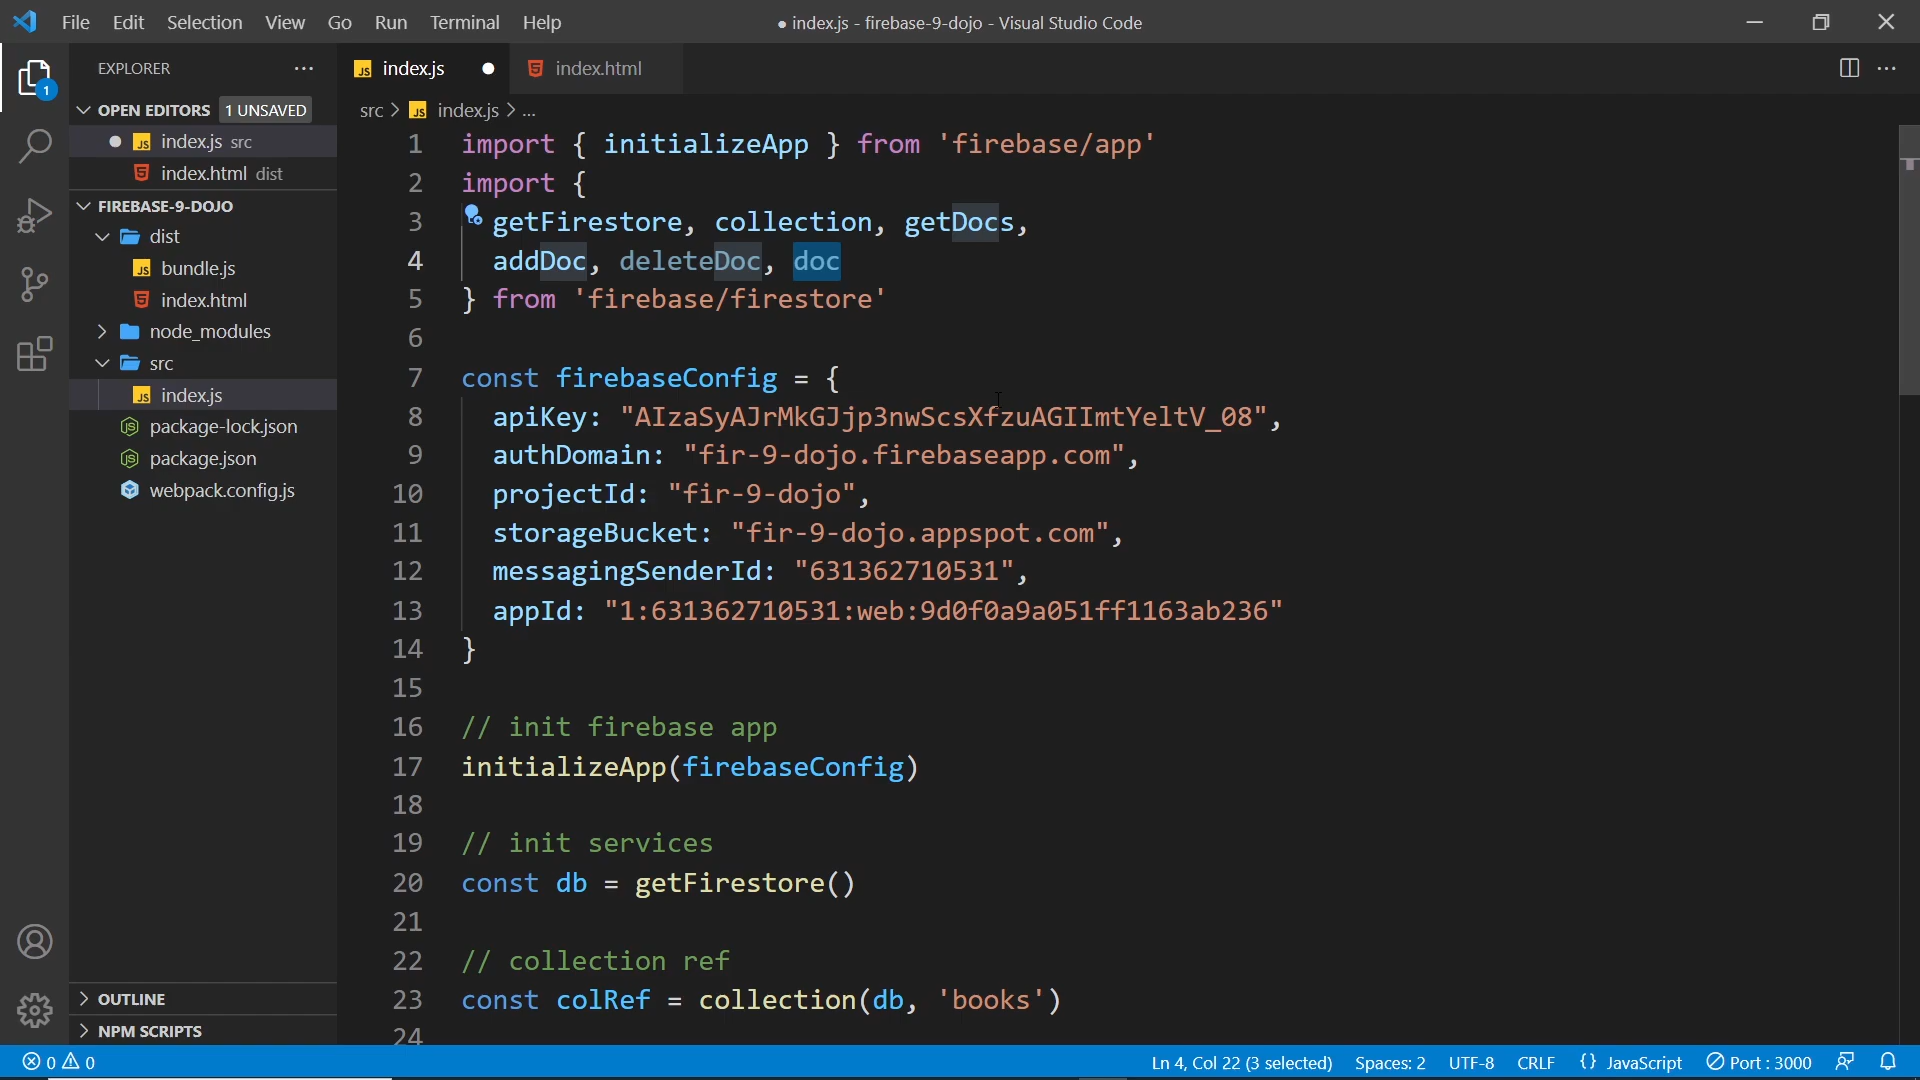 File Edit Selection View Go Run Terminal Help
● index.js - firebase-9-dojo - Visual Studio Code
EXPLORER
OPEN EDITORS 1 UNSAVED
index.js src
index.html dist
FIREBASE-9-DOJO
dist
bundle.js
index.html
node_modules
src
index.js
package-lock.json
package.json
webpack.config.js
OUTLINE
NPM SCRIPTS
1
index.js
index.html
src > index.js > ...
1 import { initializeApp } from 'firebase/app'
2 import {
3 getFirestore, collection, getDocs,
4 addDoc, deleteDoc, doc
5 } from 'firebase/firestore'
6
7 const firebaseConfig = {
8 apiKey: "AIzaSyAJrMkGJjp3nwScsXfzuAGIImtYeltV_08",
9 authDomain: "fir-9-dojo.firebaseapp.com",
10 projectId: "fir-9-dojo",
11 storageBucket: "fir-9-dojo.appspot.com",
12 messagingSenderId: "631362710531",
13 appId: "1:631362710531:web:9d0f0a9a051ff1163ab236"
14 }
15
16 // init firebase app
17 initializeApp(firebaseConfig)
18
19 // init services
20 const db = getFirestore()
21
22 // collection ref
23 const colRef = collection(db, 'books')
24
0 0
Ln 4, Col 22 (3 selected) Spaces: 2 UTF-8 CRLF {} JavaScript Port : 3000